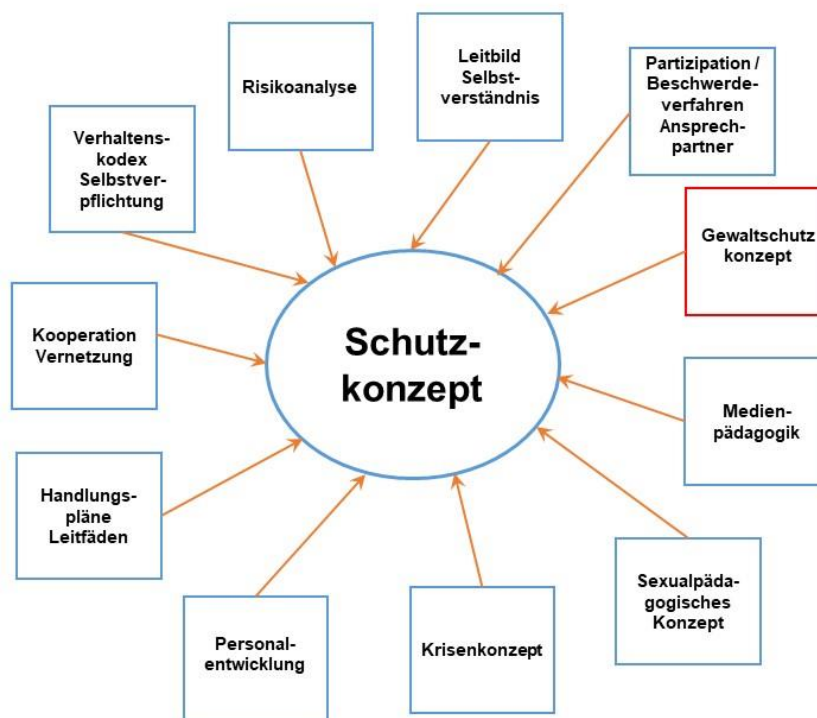 Leitbild
Selbst-
verständnis
Partizipation /
Beschwerde-
verfahren
Ansprech-
partner
Risikoanalyse
Verhaltens-
kodex
Selbstver-
pflichtung
Gewaltschutz
konzept
Kooperation
Vernetzung
Schutz-
konzept
Medien-
pädagogik
Handlungs-
pläne
Leitfäden
Sexualpäda-
gogisches
Konzept
Personal-
entwicklung
Krisenkonzept